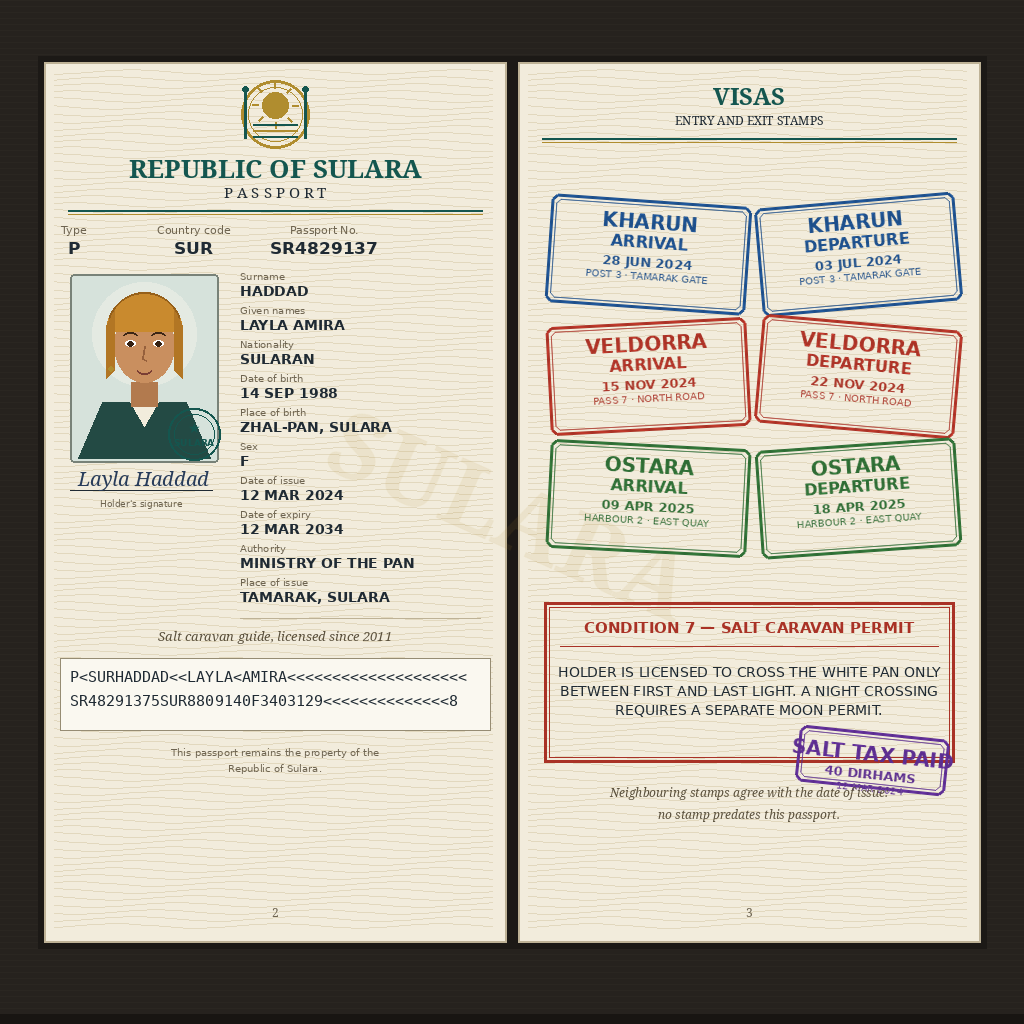 REPUBLIC OF SULARA
PASSPORT
Type
Country code
Passport No.
P
SUR
SR4829137
Surname
HADDAD
Given names
LAYLA AMIRA
Nationality
SULARAN
Date of birth
14 SEP 1988
Place of birth
ZHAL-PAN, SULARA
Sex
F
Date of issue
12 MAR 2024
Date of expiry
12 MAR 2034
Authority
MINISTRY OF THE PAN
Place of issue
TAMARAK, SULARA
Layla Haddad
Holder's signature
Salt caravan guide, licensed since 2011
P<SURHADDAD<<LAYLA<AMIRA<<<<<<<<<<<<<<<<<<<<
SR48291375SUR8809140F3403129<<<<<<<<<<<<<<8
This passport remains the property of the
Republic of Sulara.
2
SULARA
VISAS
ENTRY AND EXIT STAMPS
KHARUN
ARRIVAL
28 JUN 2024
POST 3 · TAMARAK GATE
KHARUN
DEPARTURE
03 JUL 2024
POST 3 · TAMARAK GATE
VELDORRA
ARRIVAL
15 NOV 2024
PASS 7 · NORTH ROAD
VELDORRA
DEPARTURE
22 NOV 2024
PASS 7 · NORTH ROAD
OSTARA
ARRIVAL
09 APR 2025
HARBOUR 2 · EAST QUAY
OSTARA
DEPARTURE
18 APR 2025
HARBOUR 2 · EAST QUAY
CONDITION 7 — SALT CARAVAN PERMIT
HOLDER IS LICENSED TO CROSS THE WHITE PAN ONLY
BETWEEN FIRST AND LAST LIGHT. A NIGHT CROSSING
REQUIRES A SEPARATE MOON PERMIT.
SALT TAX PAID
40 DIRHAMS
12 MAR 2024
Neighbouring stamps agree with the date of issue:
no stamp predates this passport.
3